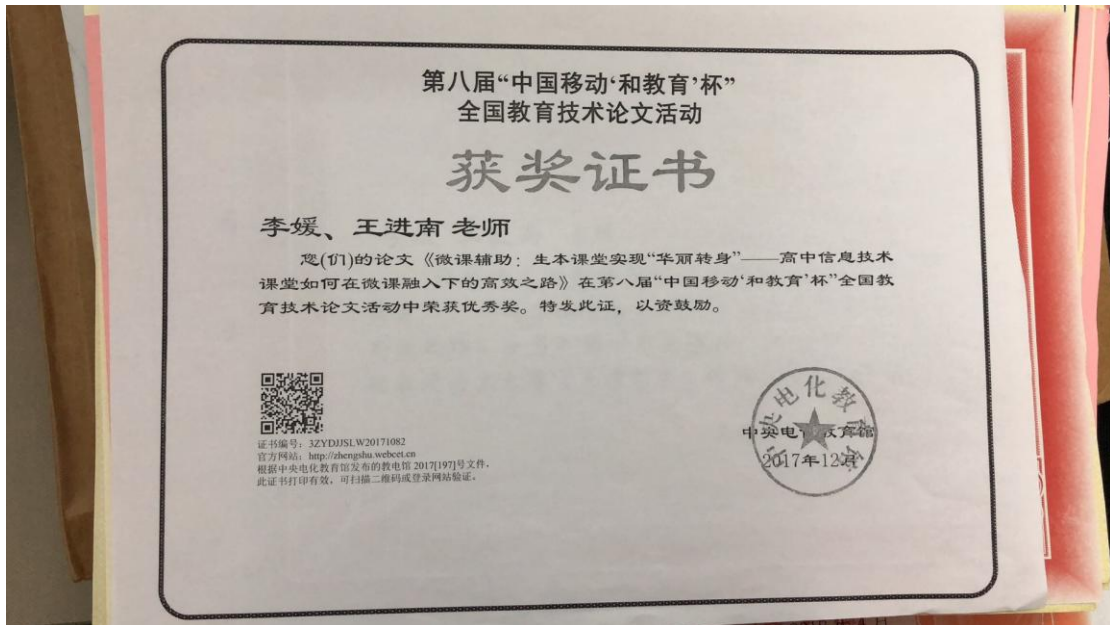 第八届“中国移动‘和教育’杯”
全国教育技术论文活动
获奖证书
李媛、王进南 老师
您(们)的论文《微课辅助：生本课堂实现“华丽转身”——高中信息技术
课堂如何在微课融入下的高效之路》在第八届“中国移动‘和教育’杯”全国教
育技术论文活动中荣获优秀奖。特发此证，以资鼓励。
证书编号：3ZYDJJSLW20171082
官方网站：http://zhengshu.webcet.cn
根据中央电化教育馆发布的教电馆 2017[197]号文件。
此证书打印有效，可扫描二维码或登录网站验证。
中央电化教育馆
中央电化教育馆
2017年12月